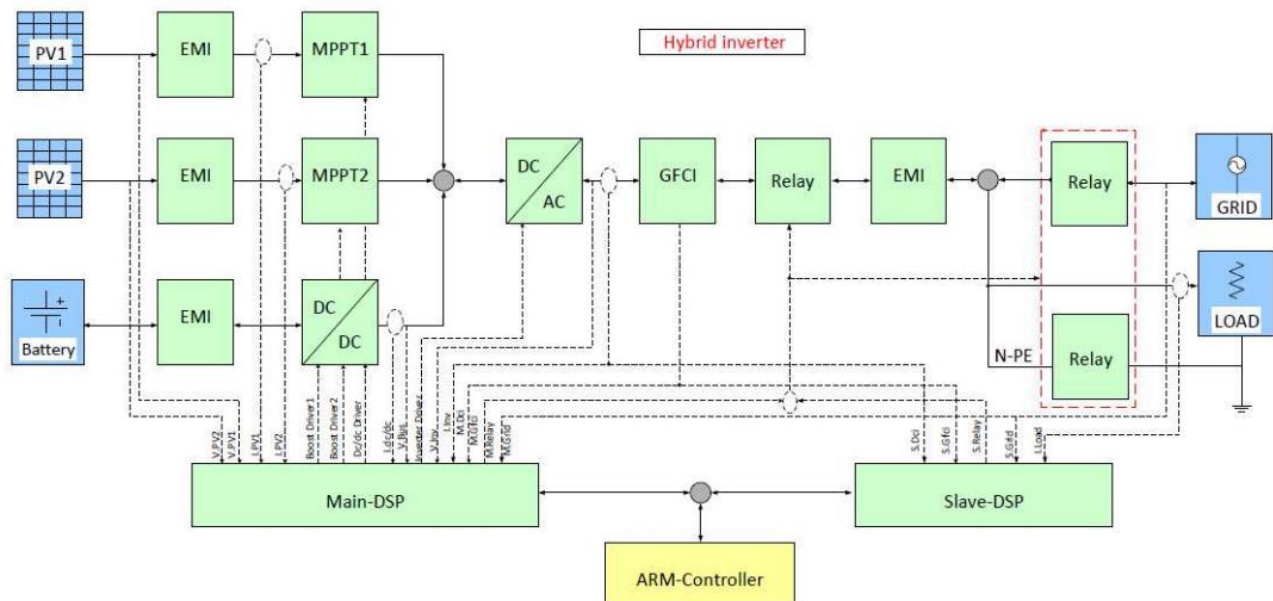 Hybrid inverter
PV1
EMI
MPPT1
PV2
EMI
MPPT2
DC
AC
GFCI
Relay
EMI
Relay
GRID
Battery
EMI
DC
DC
LOAD
N-PE
Relay
V.PV2
V.PV1
I.PV1
I.PV2
Boost Driver1
Boost Driver2
Dc/dc Driver
I.dc/dc
V.Bus
Inverter Driver
V.Inv
I.Inv
M.Dci
M.Gfci
M.Relay
M.Grid
S.Dci
S.Gfci
S.Relay
S.Grid
I.Load
Main-DSP
Slave-DSP
ARM-Controller